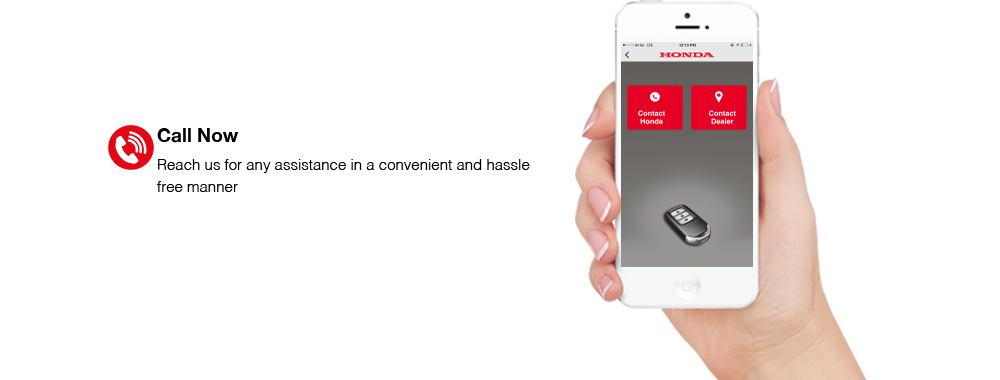 Call Now
Reach us for any assistance in a convenient and hassle
free manner
LTE
12:13 PM
HONDA
Contact
Honda
Contact
Dealer